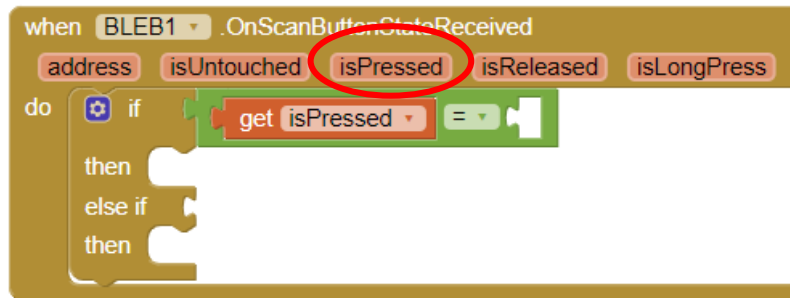 when BLEB1 .OnScanButtonStateReceived
address isUntouched isPressed isReleased isLongPress
do if get isPressed =
then
else if
then